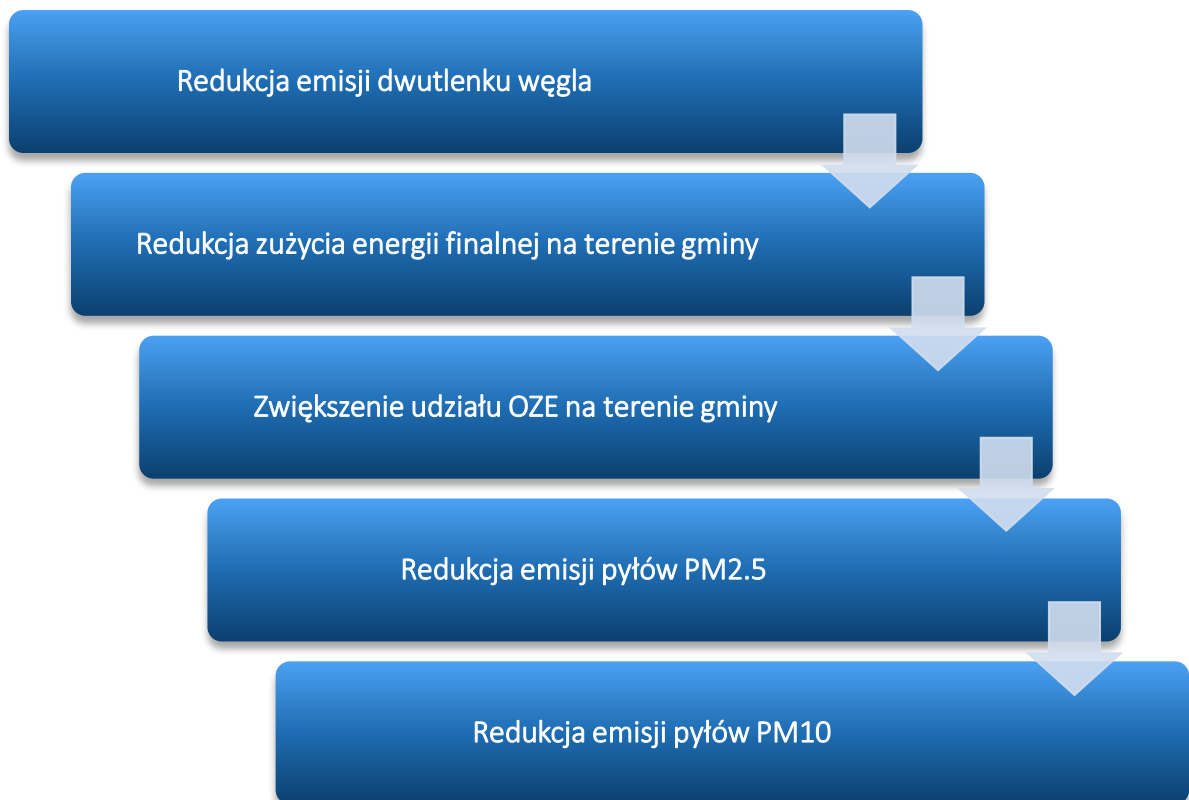 Redukcja emisji dwutlenku węgla
Redukcja zużycia energii finalnej na terenie gminy
Zwiększenie udziału OZE na terenie gminy
Redukcja emisji pyłów PM2.5
Redukcja emisji pyłów PM10